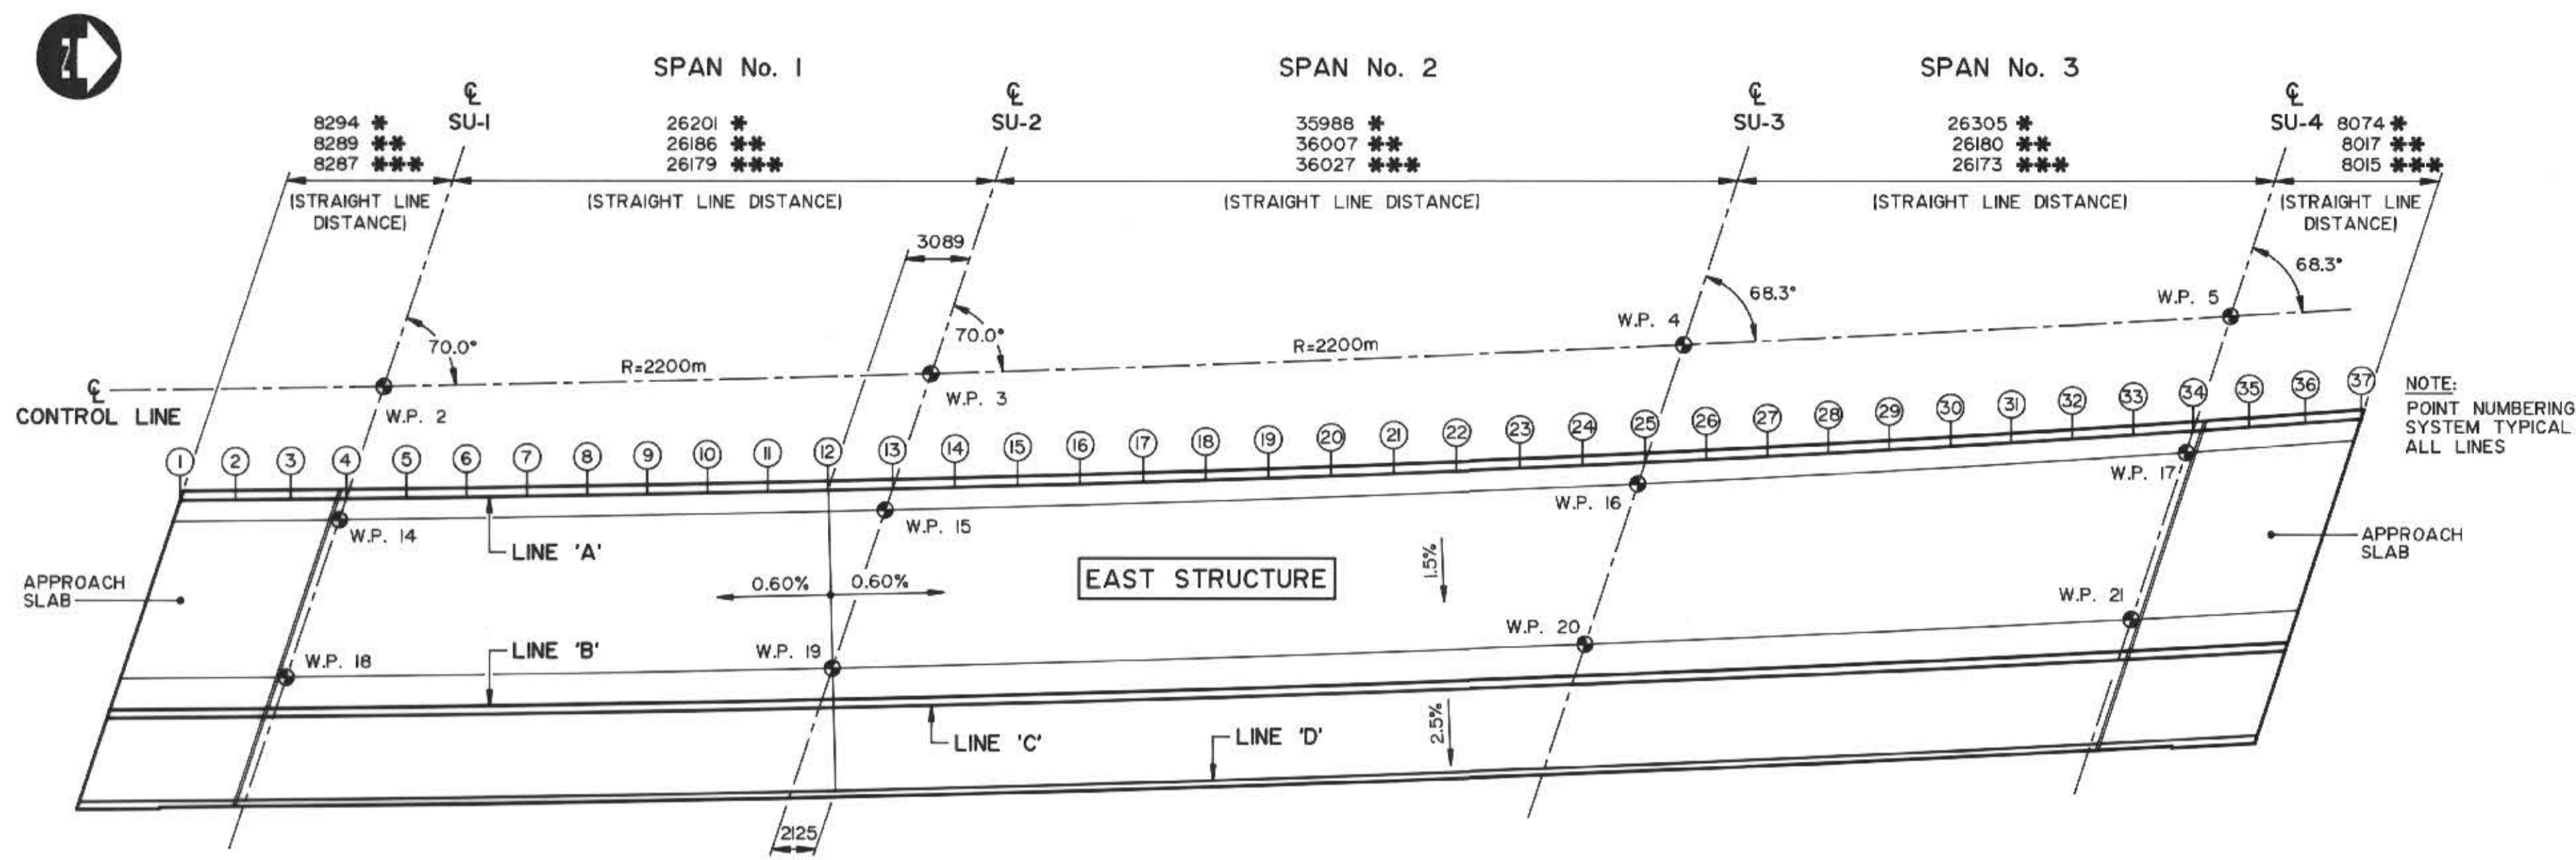 Z
SPAN No. 1
SPAN No. 2
SPAN No. 3
℄
SU-1
℄
SU-2
℄
SU-3
℄
SU-4
8294 *
8289 **
8287 ***
(STRAIGHT LINE
DISTANCE)
26201 *
26186 **
26179 ***
(STRAIGHT LINE DISTANCE)
35988 *
36007 **
36027 ***
(STRAIGHT LINE DISTANCE)
26305 *
26180 **
26173 ***
(STRAIGHT LINE DISTANCE)
8074 *
8017 **
8015 ***
(STRAIGHT LINE
DISTANCE)
3089
70.0°
70.0°
68.3°
68.3°
R=2200m
R=2200m
℄
CONTROL LINE
W.P. 2
W.P. 3
W.P. 4
W.P. 5
1 2 3 4 5 6 7 8 9 10 11 12 13 14 15 16 17 18 19 20 21 22 23 24 25 26 27 28 29 30 31 32 33 34 35 36 37
NOTE:
POINT NUMBERING
SYSTEM TYPICAL
ALL LINES
W.P. 14
W.P. 15
W.P. 16
W.P. 17
LINE 'A'
APPROACH
SLAB
0.60%
0.60%
EAST STRUCTURE
1.5%
APPROACH
SLAB
W.P. 18
W.P. 19
W.P. 20
W.P. 21
LINE 'B'
LINE 'C'
LINE 'D'
2.5%
2125